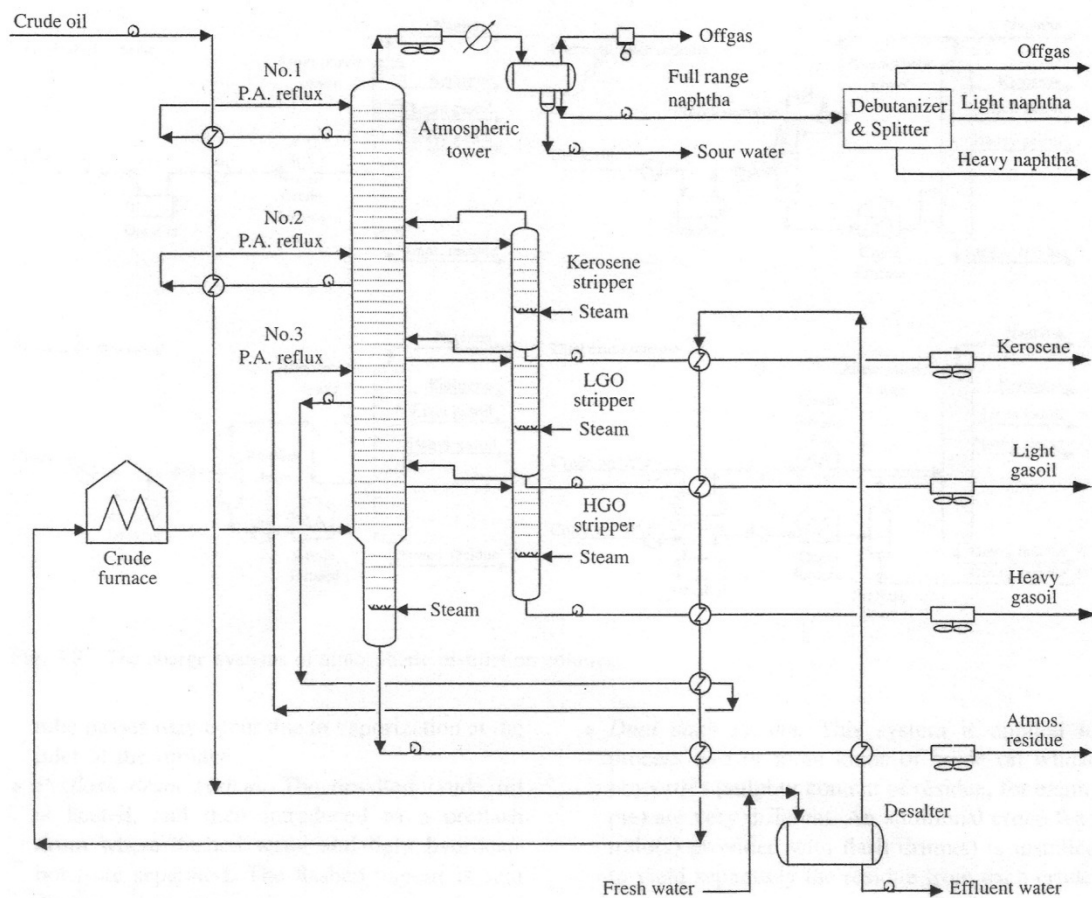 Crude oil
Offgas
Offgas
No.1
P.A. reflux
Full range
naphtha
Atmospheric
tower
Debutanizer
& Splitter
Light naphtha
Sour water
Heavy naphtha
No.2
P.A. reflux
Kerosene
stripper
Steam
No.3
P.A. reflux
Kerosene
LGO
stripper
Steam
Light
gasoil
HGO
stripper
Crude
furnace
Steam
Heavy
gasoil
Steam
Atmos.
residue
Desalter
Fresh water
Effluent water